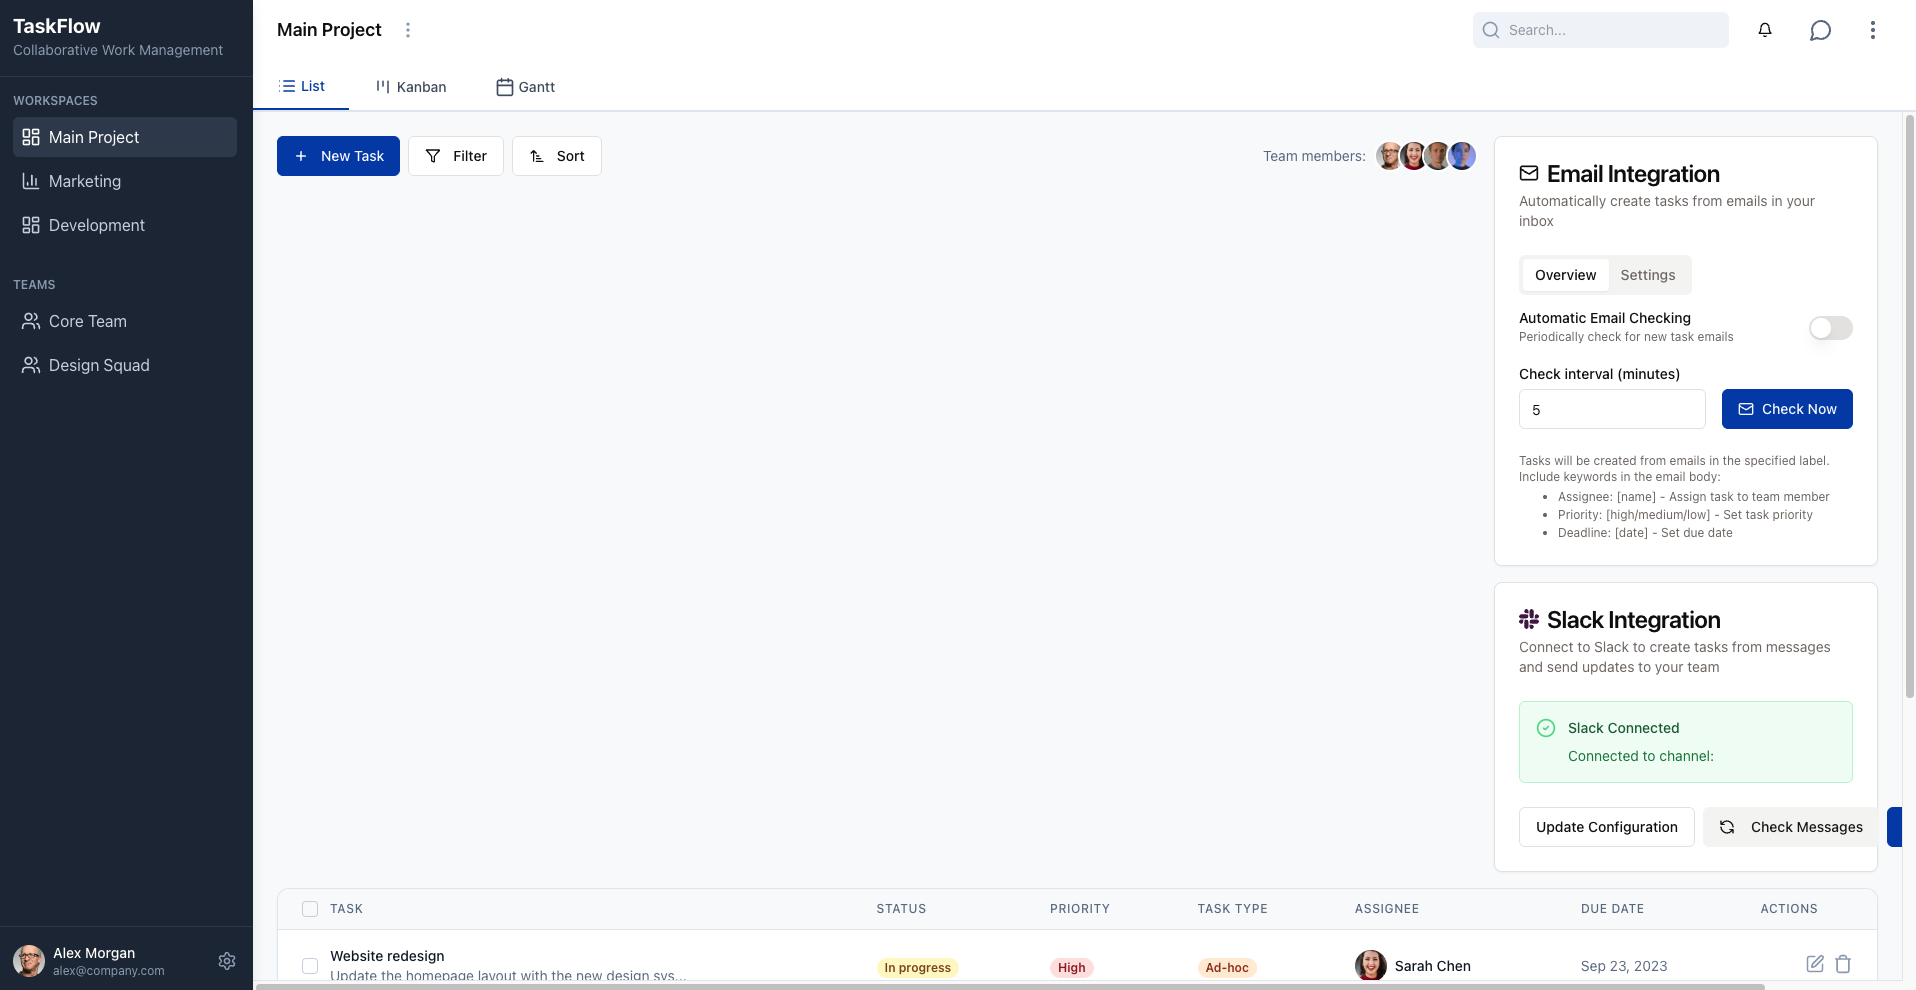 TaskFlow
Collaborative Work Management
WORKSPACES
Main Project
Marketing
Development
TEAMS
Core Team
Design Squad
Alex Morgan
alex@company.com
Main Project
Search...
List
Kanban
Gantt
New Task
Filter
Sort
Team members:
Email Integration
Automatically create tasks from emails in your
inbox
Overview
Settings
Automatic Email Checking
Periodically check for new task emails
Check interval (minutes)
5
Check Now
Tasks will be created from emails in the specified label.
Include keywords in the email body:
Assignee: [name] - Assign task to team member
Priority: [high/medium/low] - Set task priority
Deadline: [date] - Set due date
Slack Integration
Connect to Slack to create tasks from messages
and send updates to your team
Slack Connected
Connected to channel:
Update Configuration
Check Messages
TASK STATUS PRIORITY TASK TYPE ASSIGNEE DUE DATE ACTIONS
Website redesign
Update the homepage layout with the new design sys...
In progress
High
Ad-hoc
Sarah Chen
Sep 23, 2023